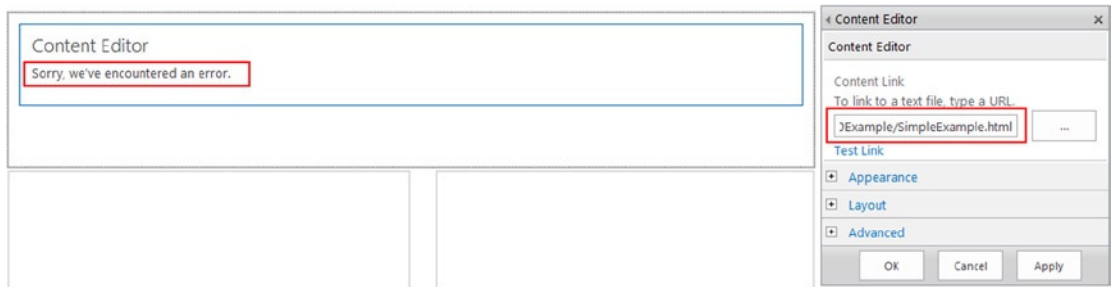 Content Editor
Sorry, we've encountered an error.
Content Editor
Content Editor
Content Link
To link to a text file, type a URL.
Example/SimpleExample.html
...
Test Link
Appearance
Layout
Advanced
OK Cancel Apply